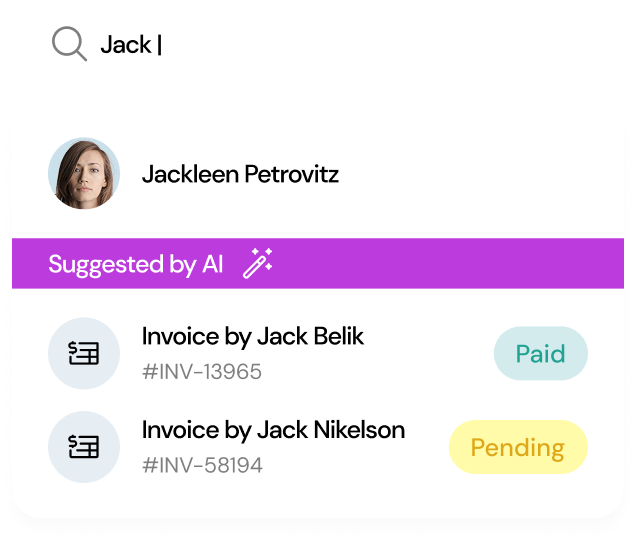 Jack
Jackleen Petrovitz
Suggested by AI
Invoice by Jack Belik
#INV-13965
Paid
Invoice by Jack Nikelson
#INV-58194
Pending